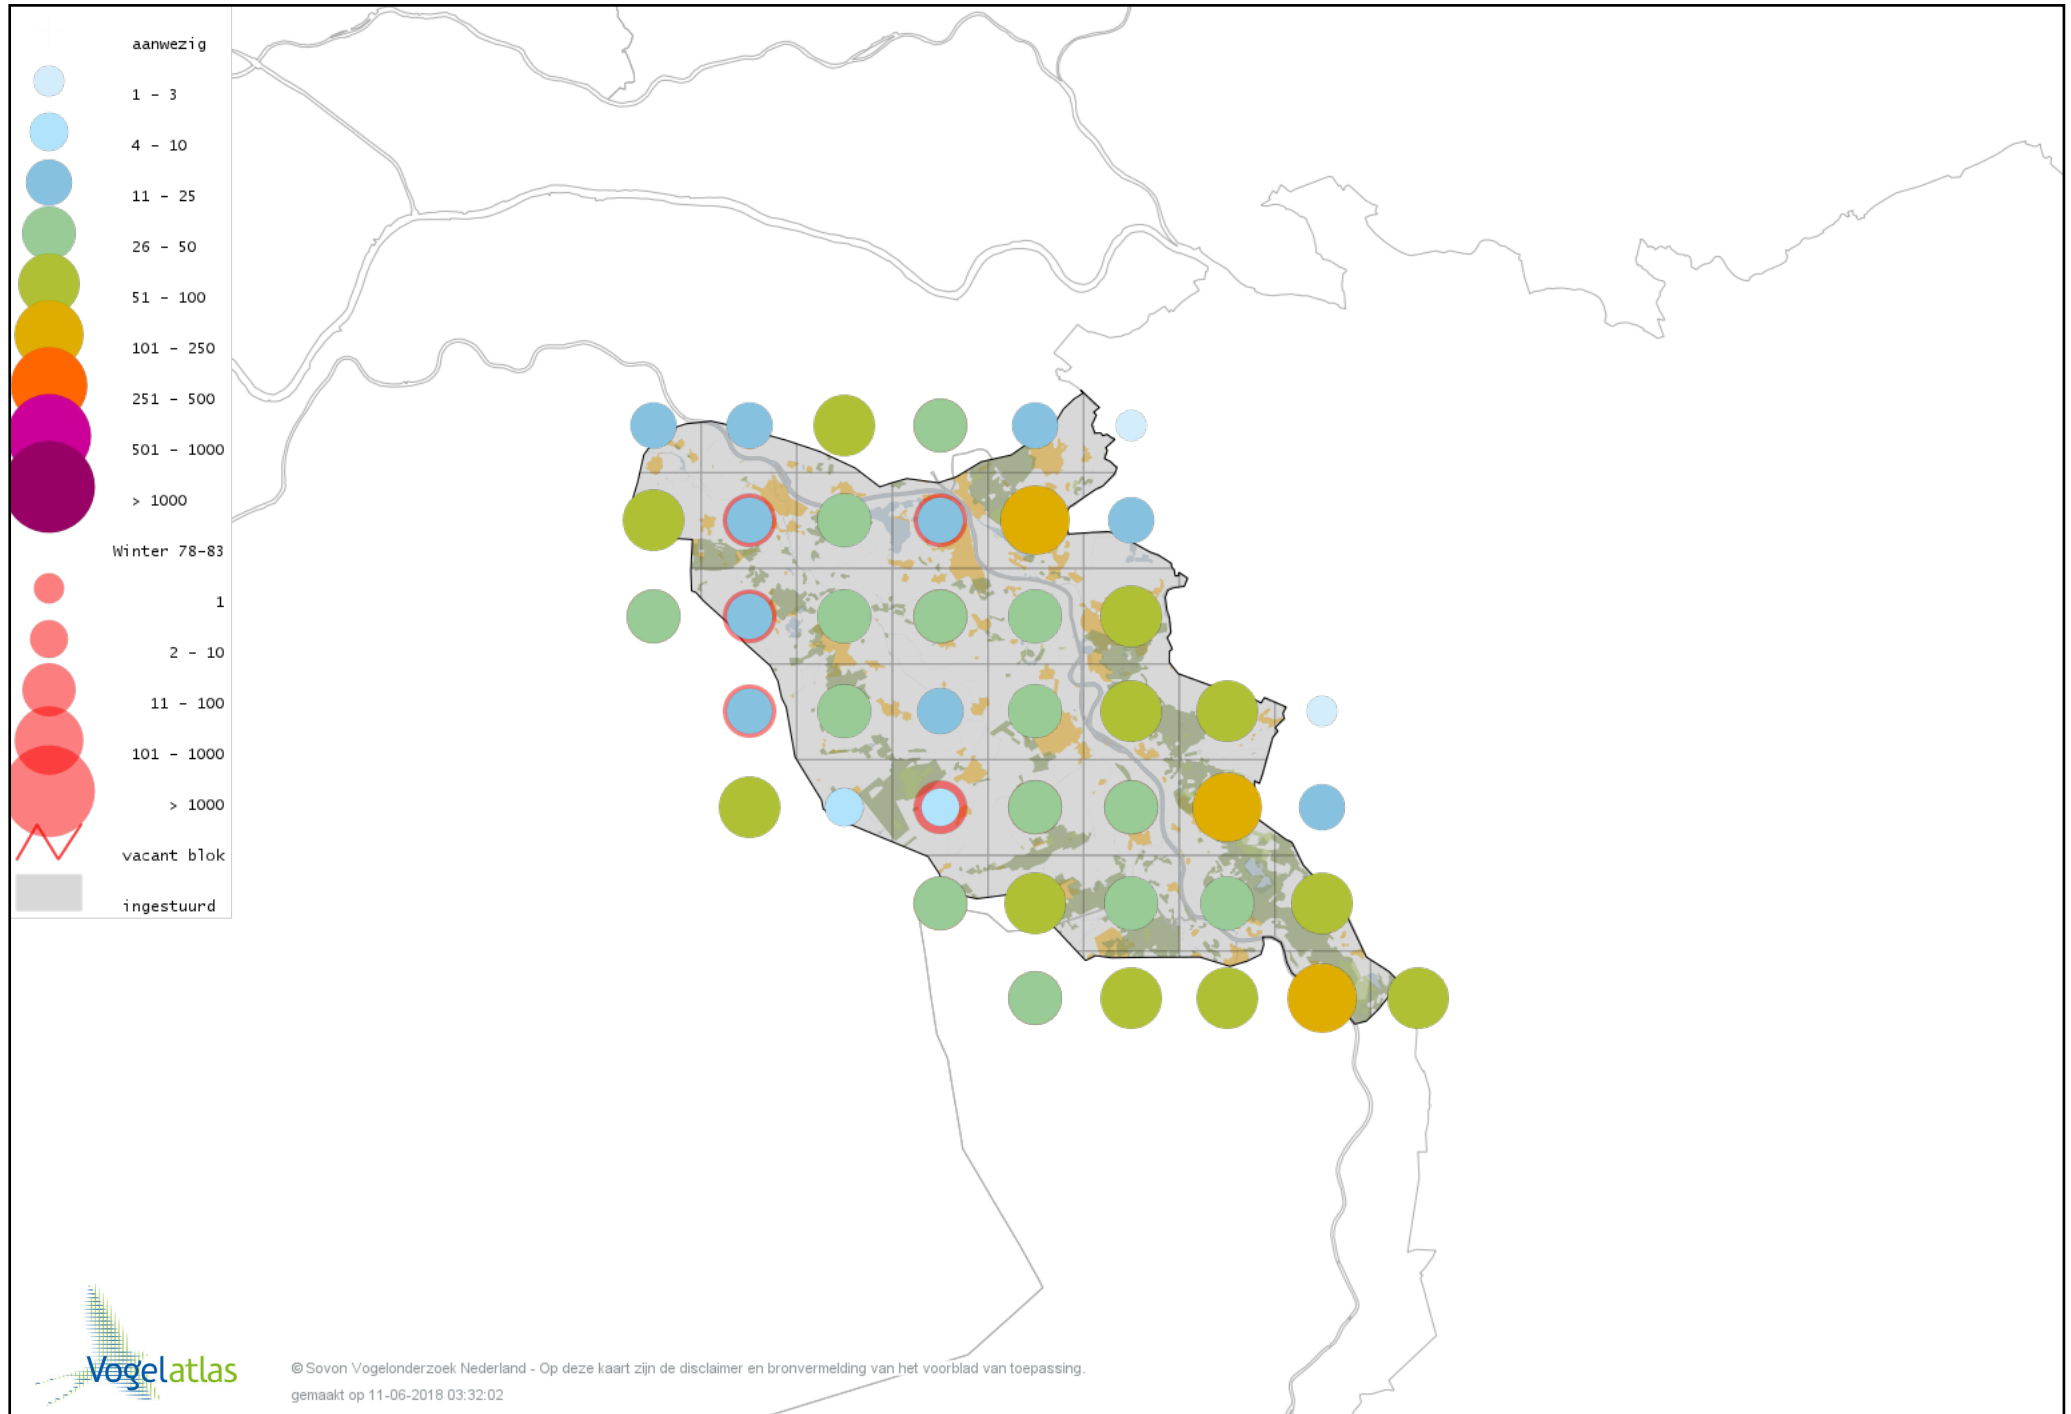 aanwezig
1 - 3
4 - 10
11 - 25
26 - 50
51 - 100
101 - 250
251 - 500
501 - 1000
> 1000
Winter 78-83
1
2 - 10
11 - 100
101 - 1000
> 1000
vacant blok
ingestuurd
Vogelatlas
© Sovon Vogelonderzoek Nederland - Op deze kaart zijn de disclaimer en bronvermelding van het voorblad van toepassing.
gemaakt op 11-06-2018 03:32:02